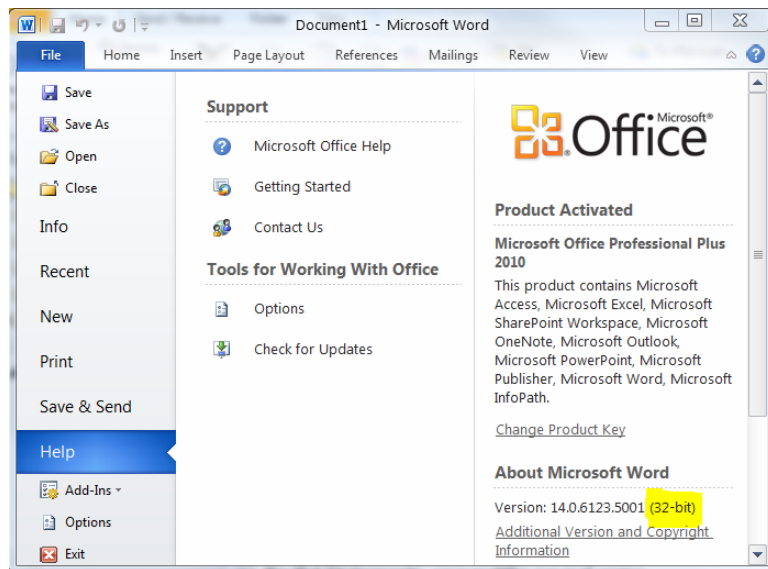 Document1 - Microsoft Word
File Home Insert Page Layout References Mailings Review View
Save
Save As
Open
Close
Info
Recent
New
Print
Save & Send
Help
Add-Ins
Options
Exit
Support
Microsoft Office Help
Getting Started
Contact Us
Tools for Working With Office
Options
Check for Updates
Microsoft®
Office
Product Activated
Microsoft Office Professional Plus
2010
This product contains Microsoft
Access, Microsoft Excel, Microsoft
SharePoint Workspace, Microsoft
OneNote, Microsoft Outlook,
Microsoft PowerPoint, Microsoft
Publisher, Microsoft Word, Microsoft
InfoPath.
Change Product Key
About Microsoft Word
Version: 14.0.6123.5001 (32-bit)
Additional Version and Copyright
Information